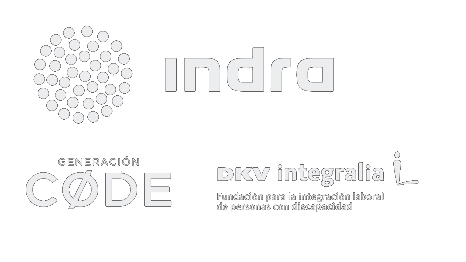 indra
GENERACIÓN
CØDE
DKV integralia
Fundación para la integración laboral
de personas con discapacidad